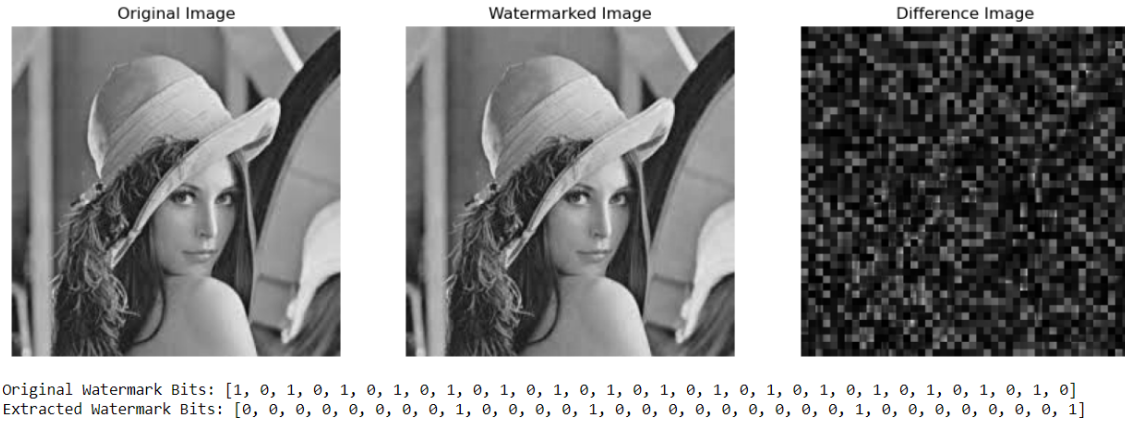 Original Image
Watermarked Image
Difference Image
Original Watermark Bits: [1, 0, 1, 0, 1, 0, 1, 0, 1, 0, 1, 0, 1, 0, 1, 0, 1, 0, 1, 0, 1, 0, 1, 0, 1, 0, 1, 0, 1, 0, 1, 0]
Extracted Watermark Bits: [0, 0, 0, 0, 0, 0, 0, 0, 1, 0, 0, 0, 0, 1, 0, 0, 0, 0, 0, 0, 0, 0, 0, 1, 0, 0, 0, 0, 0, 0, 0, 1]